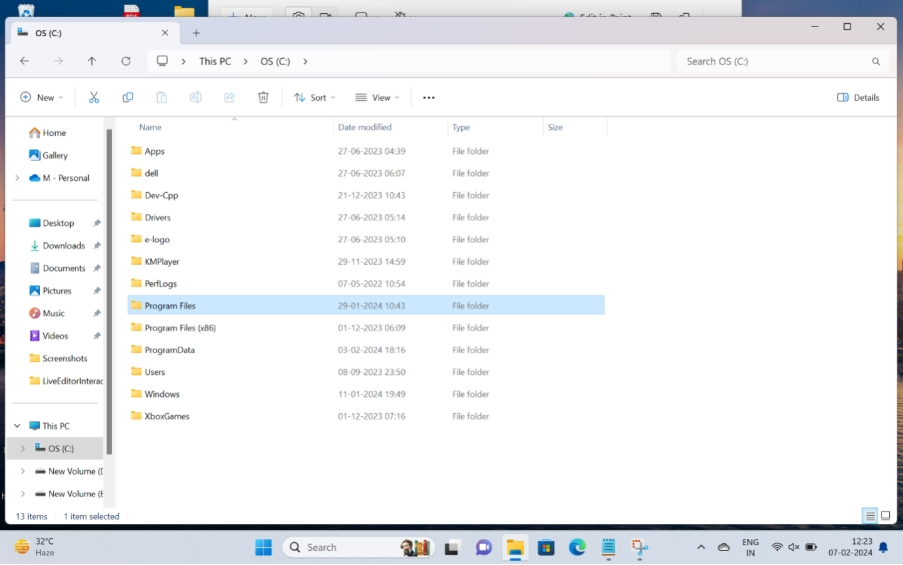 New
Edit in Paint
OS (C:)
This PC > OS (C:) >
Search OS (C:)
New
Sort
View
Details
Name Date modified Type Size
Home
Gallery
M - Personal
Desktop
Downloads
Documents
Pictures
Music
Videos
Screenshots
LiveEditorInterac
This PC
OS (C:)
New Volume (D
New Volume (E
Apps 27-06-2023 04:39 File folder
dell 27-06-2023 06:07 File folder
Dev-Cpp 21-12-2023 10:43 File folder
Drivers 27-06-2023 05:14 File folder
e-logo 27-06-2023 05:10 File folder
KMPlayer 29-11-2023 14:59 File folder
PerfLogs 07-05-2022 10:54 File folder
Program Files 29-01-2024 10:43 File folder
Program Files (x86) 01-12-2023 06:09 File folder
ProgramData 03-02-2024 18:16 File folder
Users 08-09-2023 23:50 File folder
Windows 11-01-2024 19:49 File folder
XboxGames 01-12-2023 07:16 File folder
13 items 1 item selected
32°C
Haze
Search
ENG
IN
12:23
07-02-2024